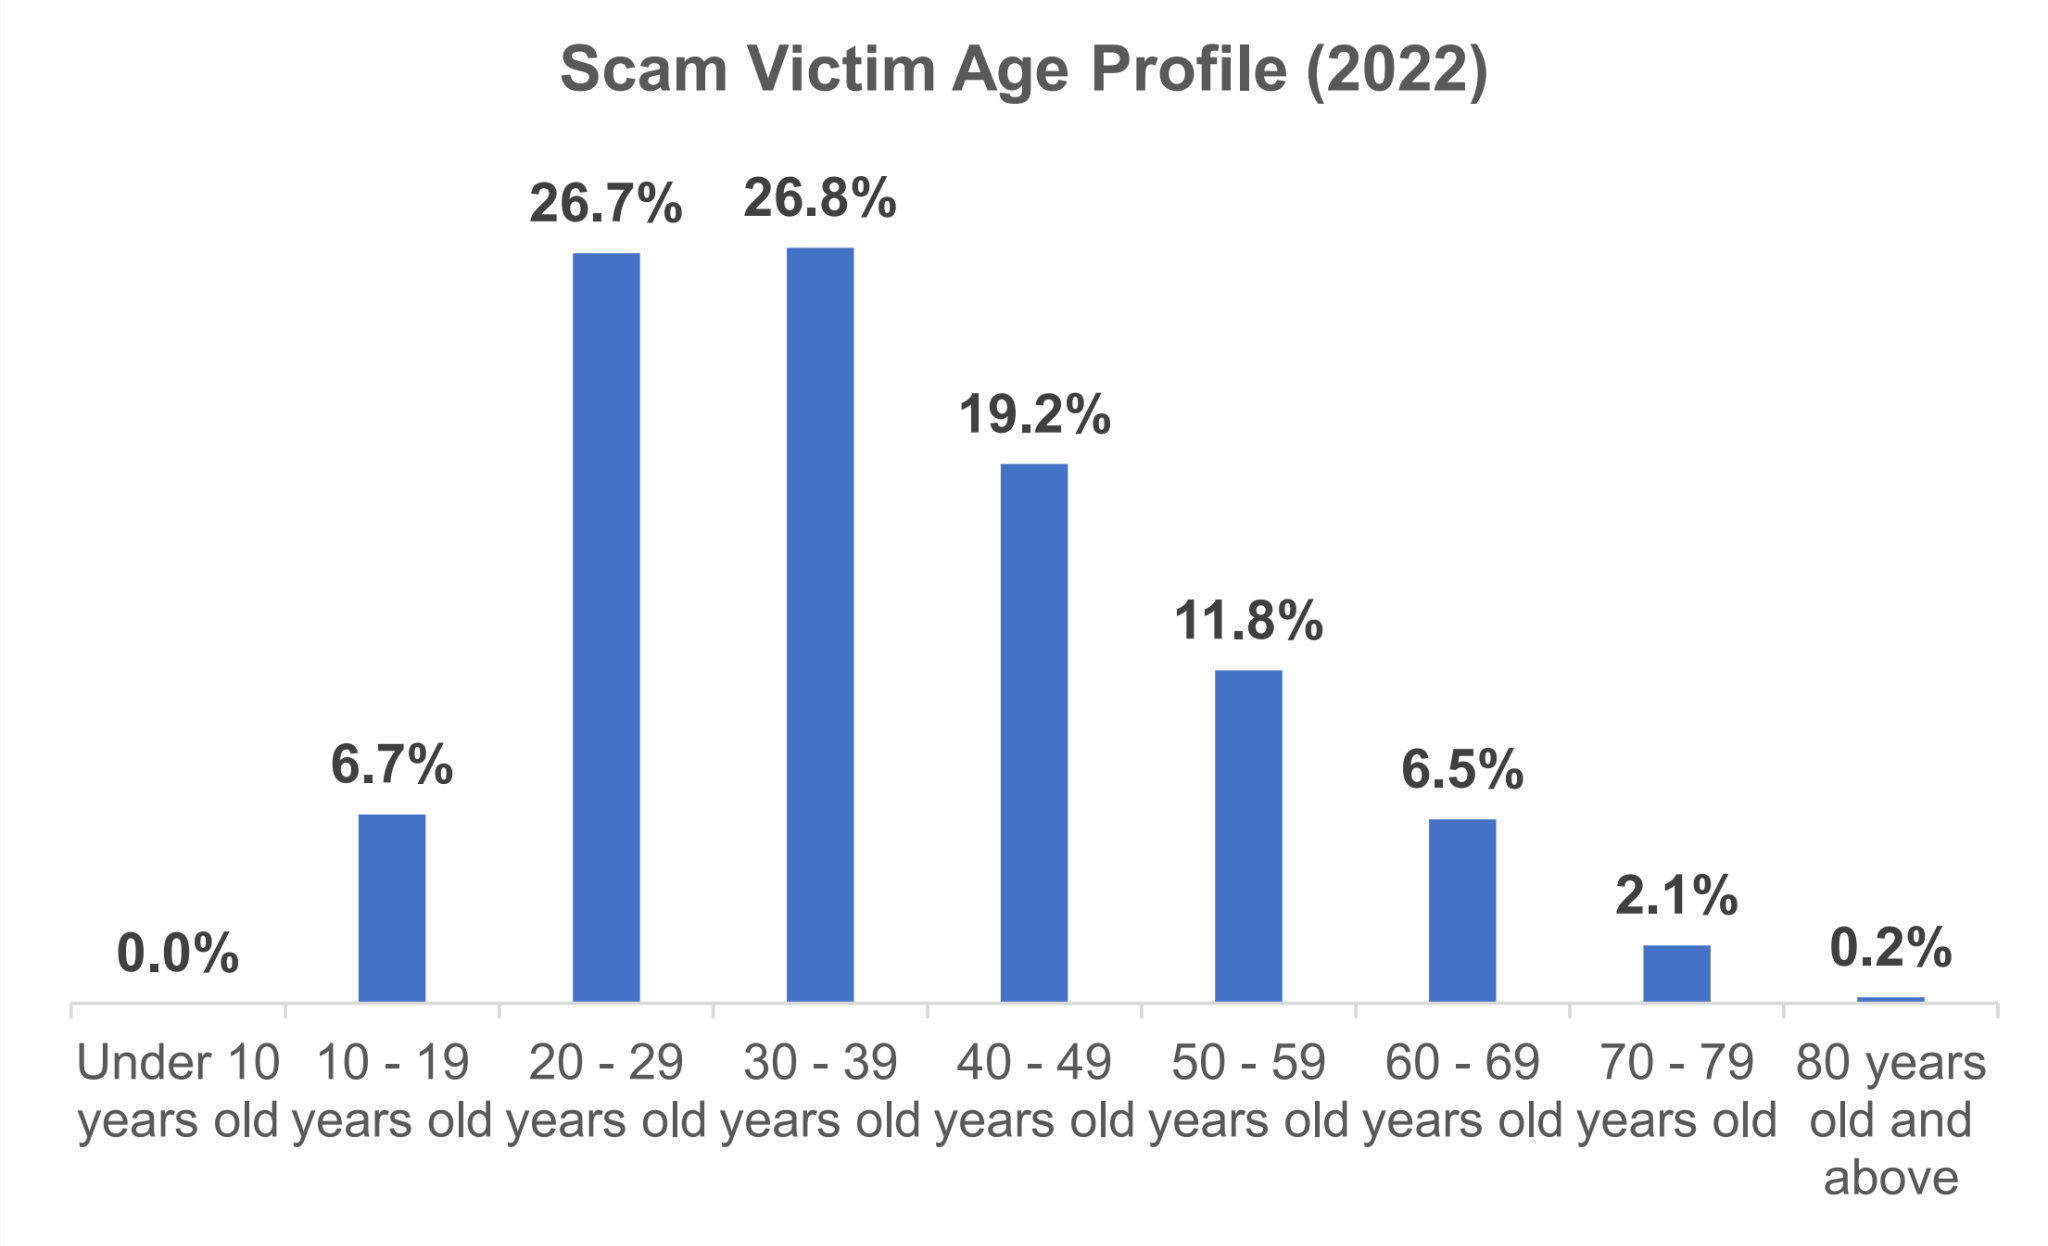 Scam Victim Age Profile (2022)
0.0%
6.7%
26.7%
26.8%
19.2%
11.8%
6.5%
2.1%
0.2%
Under 10
years old
10 - 19
years old
20 - 29
years old
30 - 39
years old
40 - 49
years old
50 - 59
years old
60 - 69
years old
70 - 79
years old
80 years
old and
above